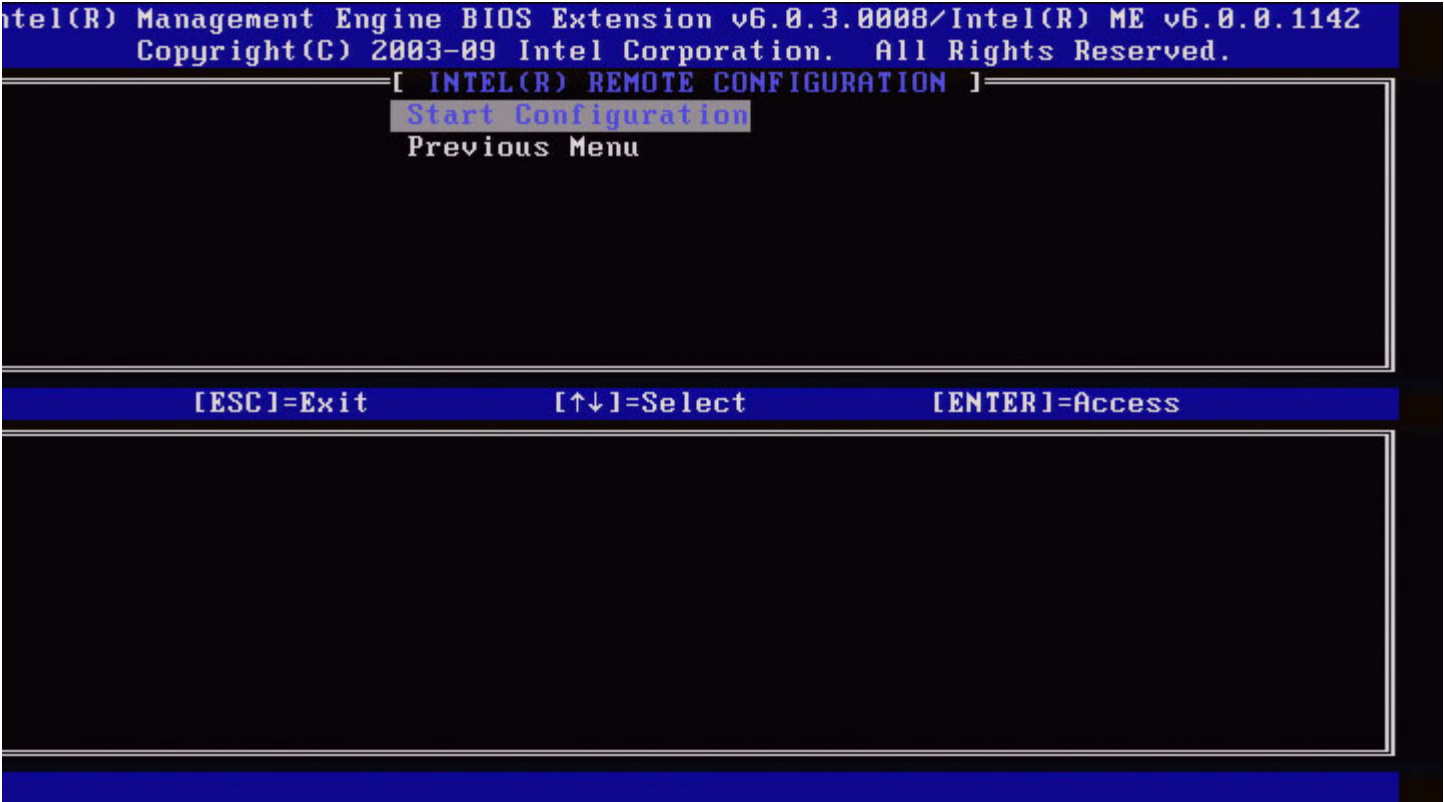 ntel(R) Management Engine BIOS Extension v6.0.3.0008/Intel(R) ME v6.0.0.1142
Copyright(C) 2003-09 Intel Corporation. All Rights Reserved.
[ INTEL(R) REMOTE CONFIGURATION ]
Start Configuration
Previous Menu
[ESC]=Exit [↑↓]=Select [ENTER]=Access